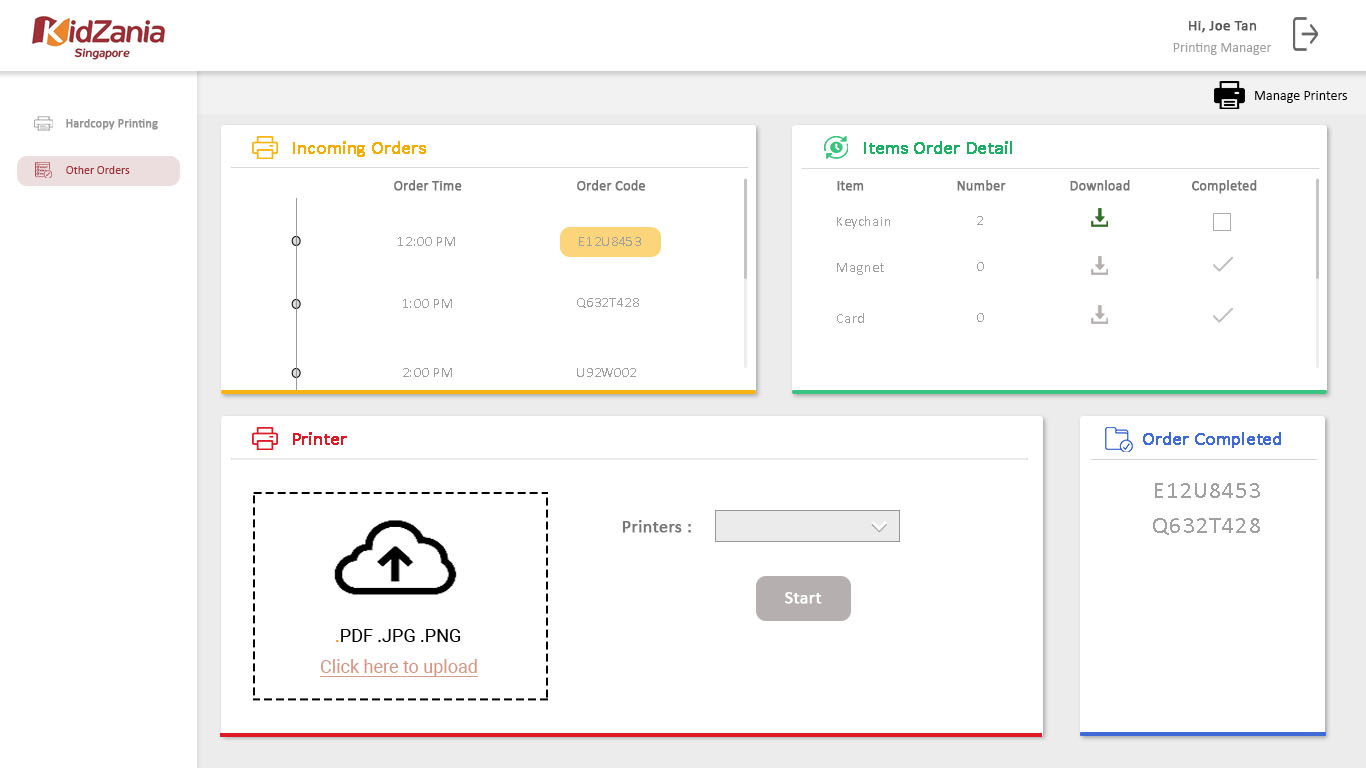 KidZania
Singapore
Hi, Joe Tan
Printing Manager
Manage Printers
Hardcopy Printing
Other Orders
Incoming Orders
Order Time Order Code
12:00 PM E12U8453
1:00 PM Q632T428
2:00 PM U92W002
Items Order Detail
Item Number Download Completed
Keychain 2
Magnet 0
Card 0
Printer
.PDF .JPG .PNG
Click here to upload
Printers :
Start
Order Completed
E12U8453
Q632T428